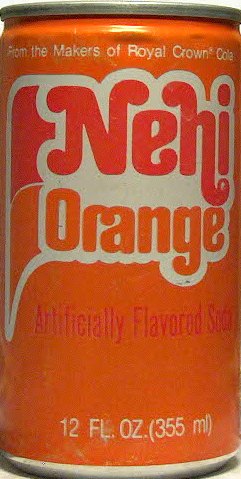 From the Makers of Royal Crown® Cola
Nehi
Orange
Artificially Flavored Soda
12 FL. OZ.(355 ml)